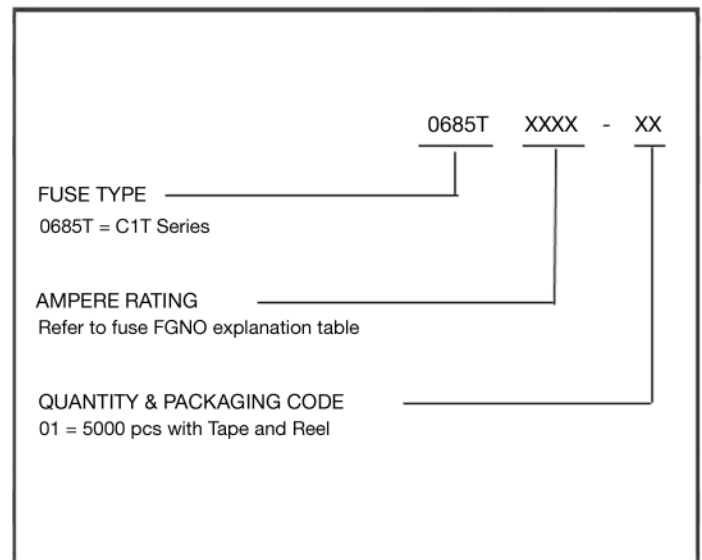 0685T XXXX - XX
FUSE TYPE
0685T = C1T Series
AMPERE RATING
Refer to fuse FGNO explanation table
QUANTITY & PACKAGING CODE
01 = 5000 pcs with Tape and Reel